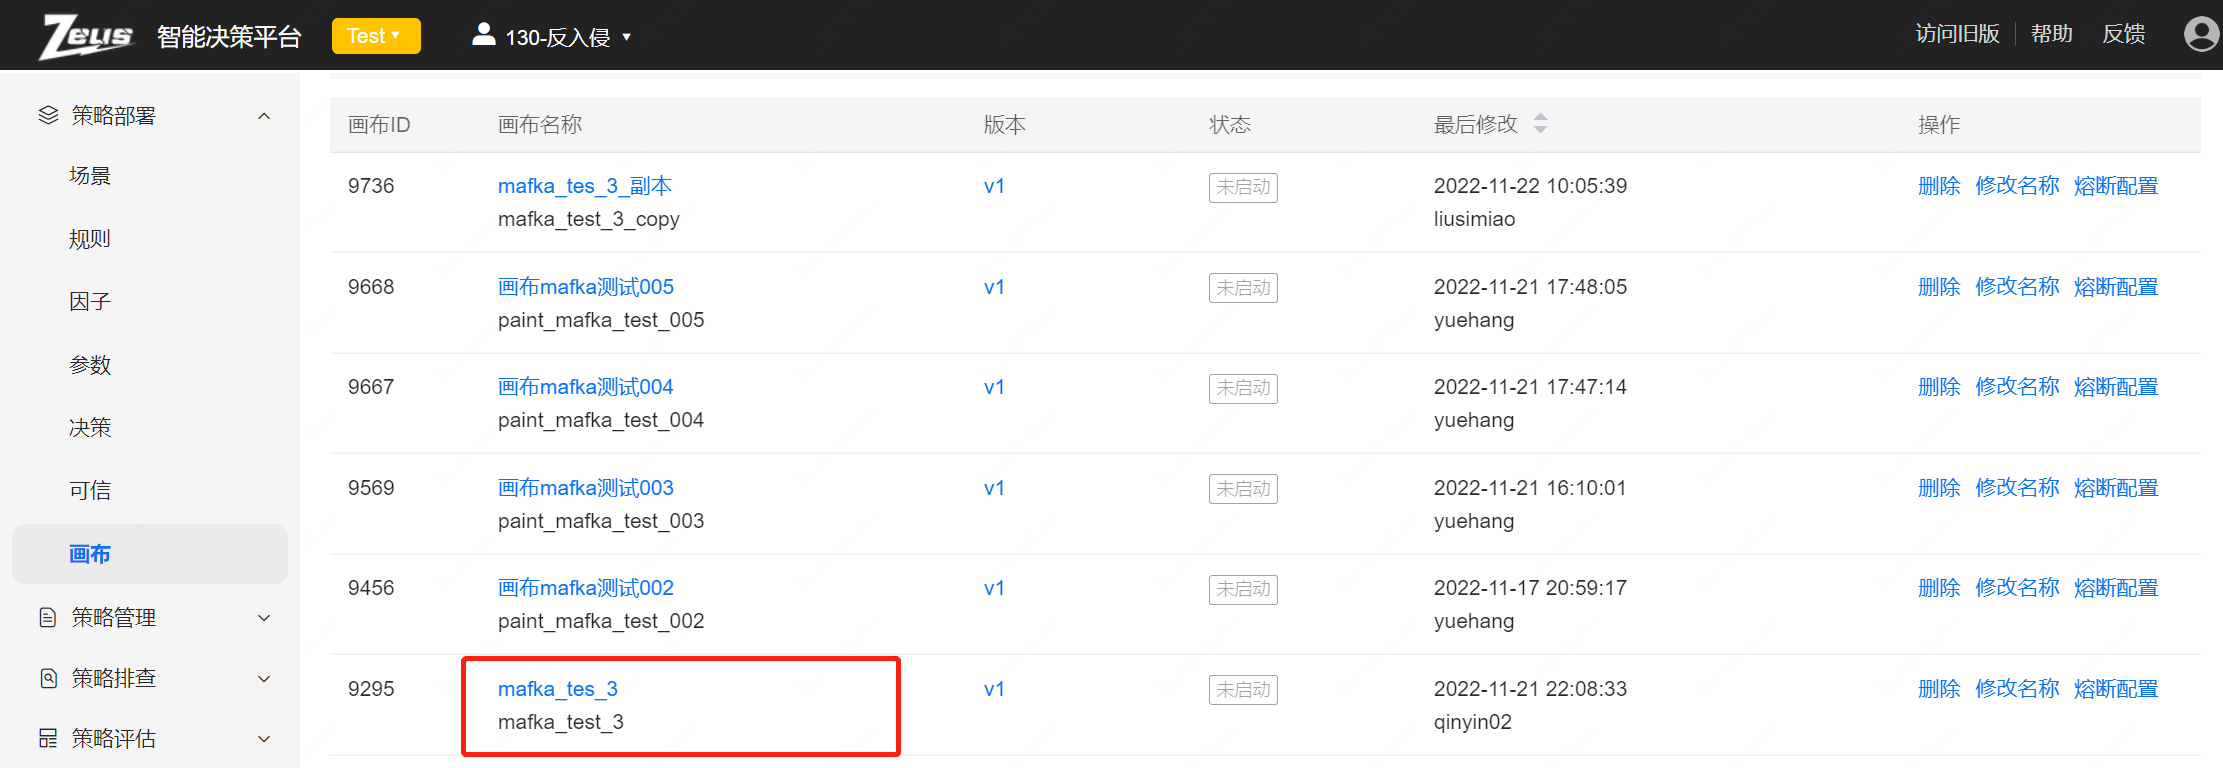 Zeus 智能决策平台 Test 130-反入侵 访问旧版 帮助 反馈
策略部署
场景
规则
因子
参数
决策
可信
画布
策略管理
策略排查
策略评估
画布ID 画布名称 版本 状态 最后修改 操作
9736 mafka_tes_3_副本 v1 未启动 2022-11-22 10:05:39 删除 修改名称 熔断配置
mafka_test_3_copy liusimiao
9668 画布mafka测试005 v1 未启动 2022-11-21 17:48:05 删除 修改名称 熔断配置
paint_mafka_test_005 yuehang
9667 画布mafka测试004 v1 未启动 2022-11-21 17:47:14 删除 修改名称 熔断配置
paint_mafka_test_004 yuehang
9569 画布mafka测试003 v1 未启动 2022-11-21 16:10:01 删除 修改名称 熔断配置
paint_mafka_test_003 yuehang
9456 画布mafka测试002 v1 未启动 2022-11-17 20:59:17 删除 修改名称 熔断配置
paint_mafka_test_002 yuehang
9295 mafka_tes_3 v1 未启动 2022-11-21 22:08:33 删除 修改名称 熔断配置
mafka_test_3 qinyin02